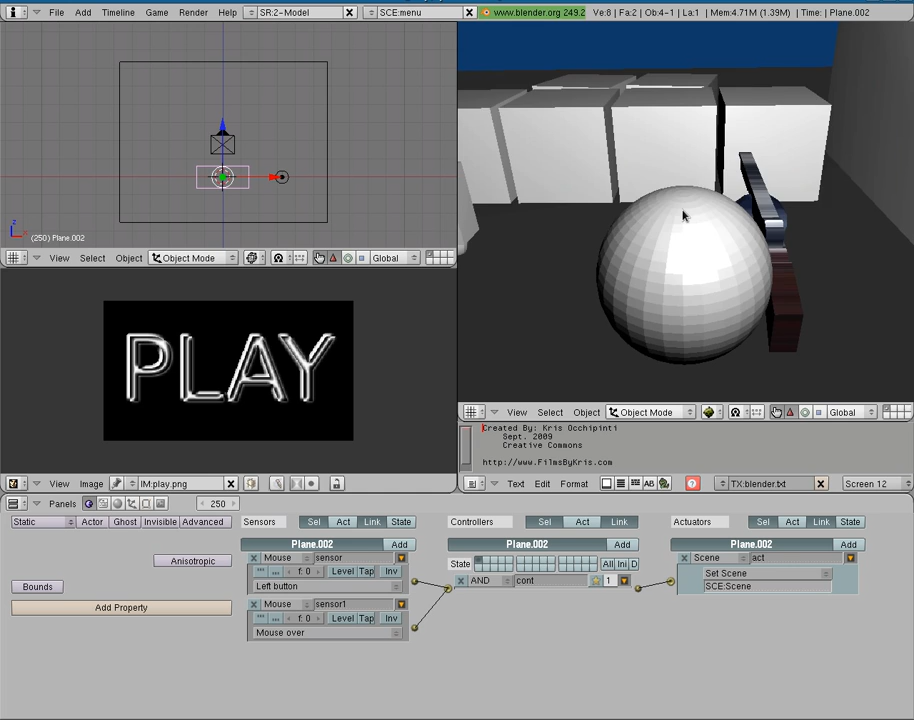 File Add Timeline Game Render Help SR:2-Model SCE:menu www.blender.org 249.2 Ve:8 | Fa:2 | Ob:4-1 | La:1 | Mem:4.71M (1.39M) | Time: | Plane.002
(250) Plane.002
View Select Object Object Mode Global
PLAY
View Select Object Object Mode Global
Created By: Kris Occhipinti
Sept. 2009
Creative Commons
http://www.FilmsByKris.com
View Image IM:play.png
Text Edit Format AB TX:blender.txt Screen 12
Panels 250
Static Actor Ghost Invisible Advanced
Sensors Sel Act Link State
Controllers Sel Act Link
Actuators Sel Act Link State
Plane.002 Add
Plane.002 Add
Plane.002 Add
Anisotropic
Bounds
Add Property
Mouse sensor
f: 0 Level Tap Inv
Left button
Mouse sensor1
f: 0 Level Tap Inv
Mouse over
State All Ini D
AND cont 1
Scene act
Set Scene
SCE:Scene